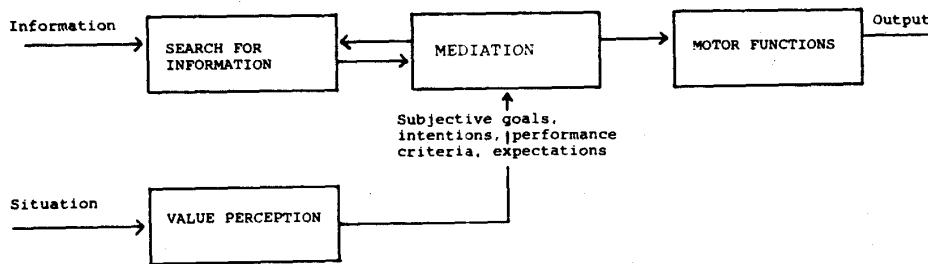 Information
Output
SEARCH FOR
INFORMATION
MEDIATION
MOTOR FUNCTIONS
Subjective goals,
intentions, performance
criteria, expectations
Situation
VALUE PERCEPTION